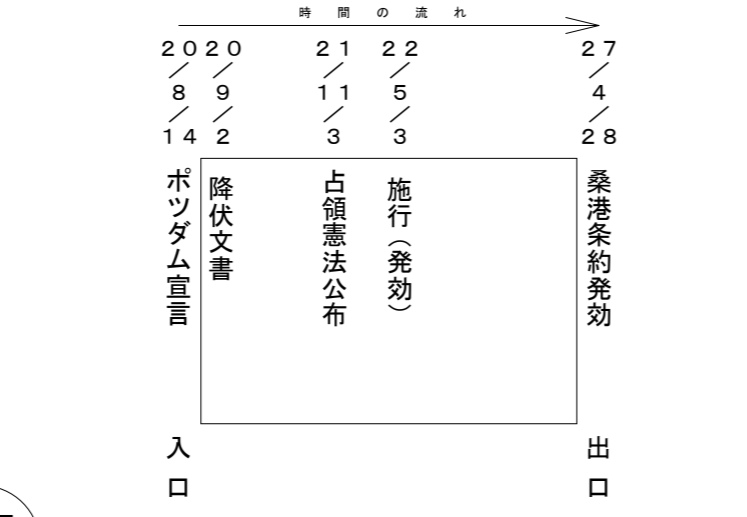 時間の流れ
20/8/14
20/9/2
21/11/3
22/5/3
27/4/28
ポツダム宣言
降伏文書
占領憲法公布
施行(発効)
桑港条約発効
入口
出口